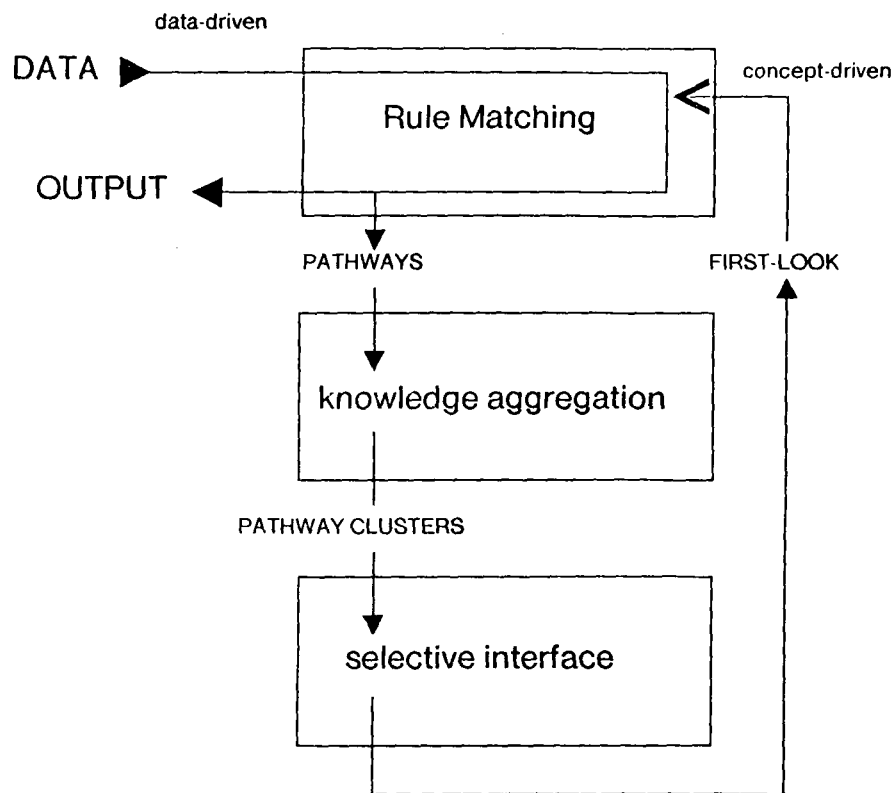 data-driven
DATA
concept-driven
Rule Matching
OUTPUT
PATHWAYS
FIRST-LOOK
knowledge aggregation
PATHWAY CLUSTERS
selective interface